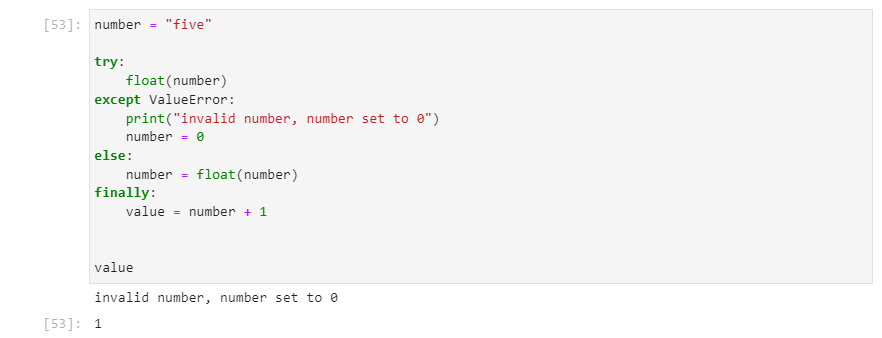 [53]: number = "five"

try:
    float(number)
except ValueError:
    print("invalid number, number set to 0")
    number = 0
else:
    number = float(number)
finally:
    value = number + 1


value
invalid number, number set to 0
[53]: 1